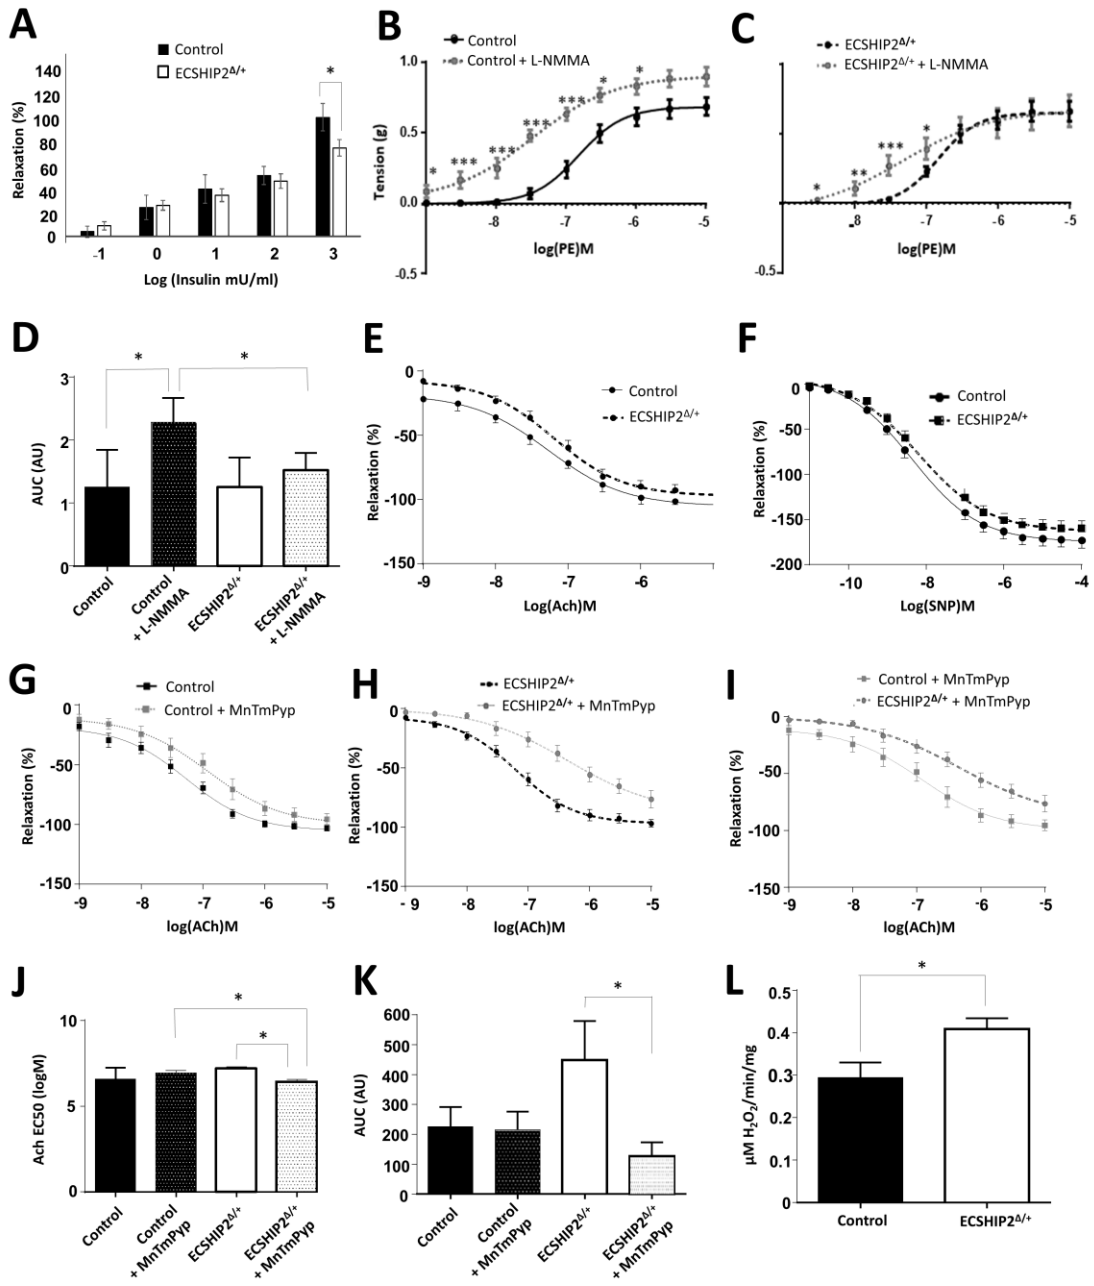 A
Control
ECSHIP2Δ/+
Relaxation (%)
140
120
100
80
60
40
20
0
*
-1 0 1 2 3
Log (Insulin mU/ml)
B
Control
Control + L-NMMA
Tension (g)
1.0
0.5
0.0
-0.5
* *** *** *** *** * *
-8 -7 -6 -5
log(PE)M
C
ECSHIP2Δ/+
ECSHIP2Δ/+ + L-NMMA
* ** *** *
-0.5
-8 -7 -6 -5
log(PE)M
D
AUC (AU)
3
2
1
0
* *
Control
Control
+ L-NMMA
ECSHIP2Δ/+
ECSHIP2Δ/+
+ L-NMMA
E
Control
ECSHIP2Δ/+
Relaxation (%)
0
-50
-100
-150
-9 -8 -7 -6
Log(Ach)M
F
Control
ECSHIP2Δ/+
Relaxation (%)
0
-50
-100
-150
-200
-10 -8 -6 -4
Log(SNP)M
G
Control
Control + MnTmPyp
Relaxation (%)
0
-50
-100
-150
-9 -8 -7 -6 -5
log(ACh)M
H
ECSHIP2Δ/+
ECSHIP2Δ/+ + MnTmPyp
Relaxation (%)
0
-50
-100
-150
- 9 -8 -7 -6 -5
log(ACh)M
I
Control + MnTmPyp
ECSHIP2Δ/+ + MnTmPyp
Relaxation (%)
0
-50
-100
-150
-9 -8 -7 -6 -5
log(ACh)M
J
Ach EC50 (logM)
10
5
0
*
*
Control
Control
+ MnTmPyp
ECSHIP2Δ/+
ECSHIP2Δ/+
+ MnTmPyp
K
AUC (AU)
600
500
400
300
200
100
0
*
Control
Control
+ MnTmPyp
ECSHIP2Δ/+
ECSHIP2Δ/+
+ MnTmPyp
L
µM H2O2/min/mg
0.5
0.4
0.3
0.2
0.1
0
*
Control
ECSHIP2Δ/+